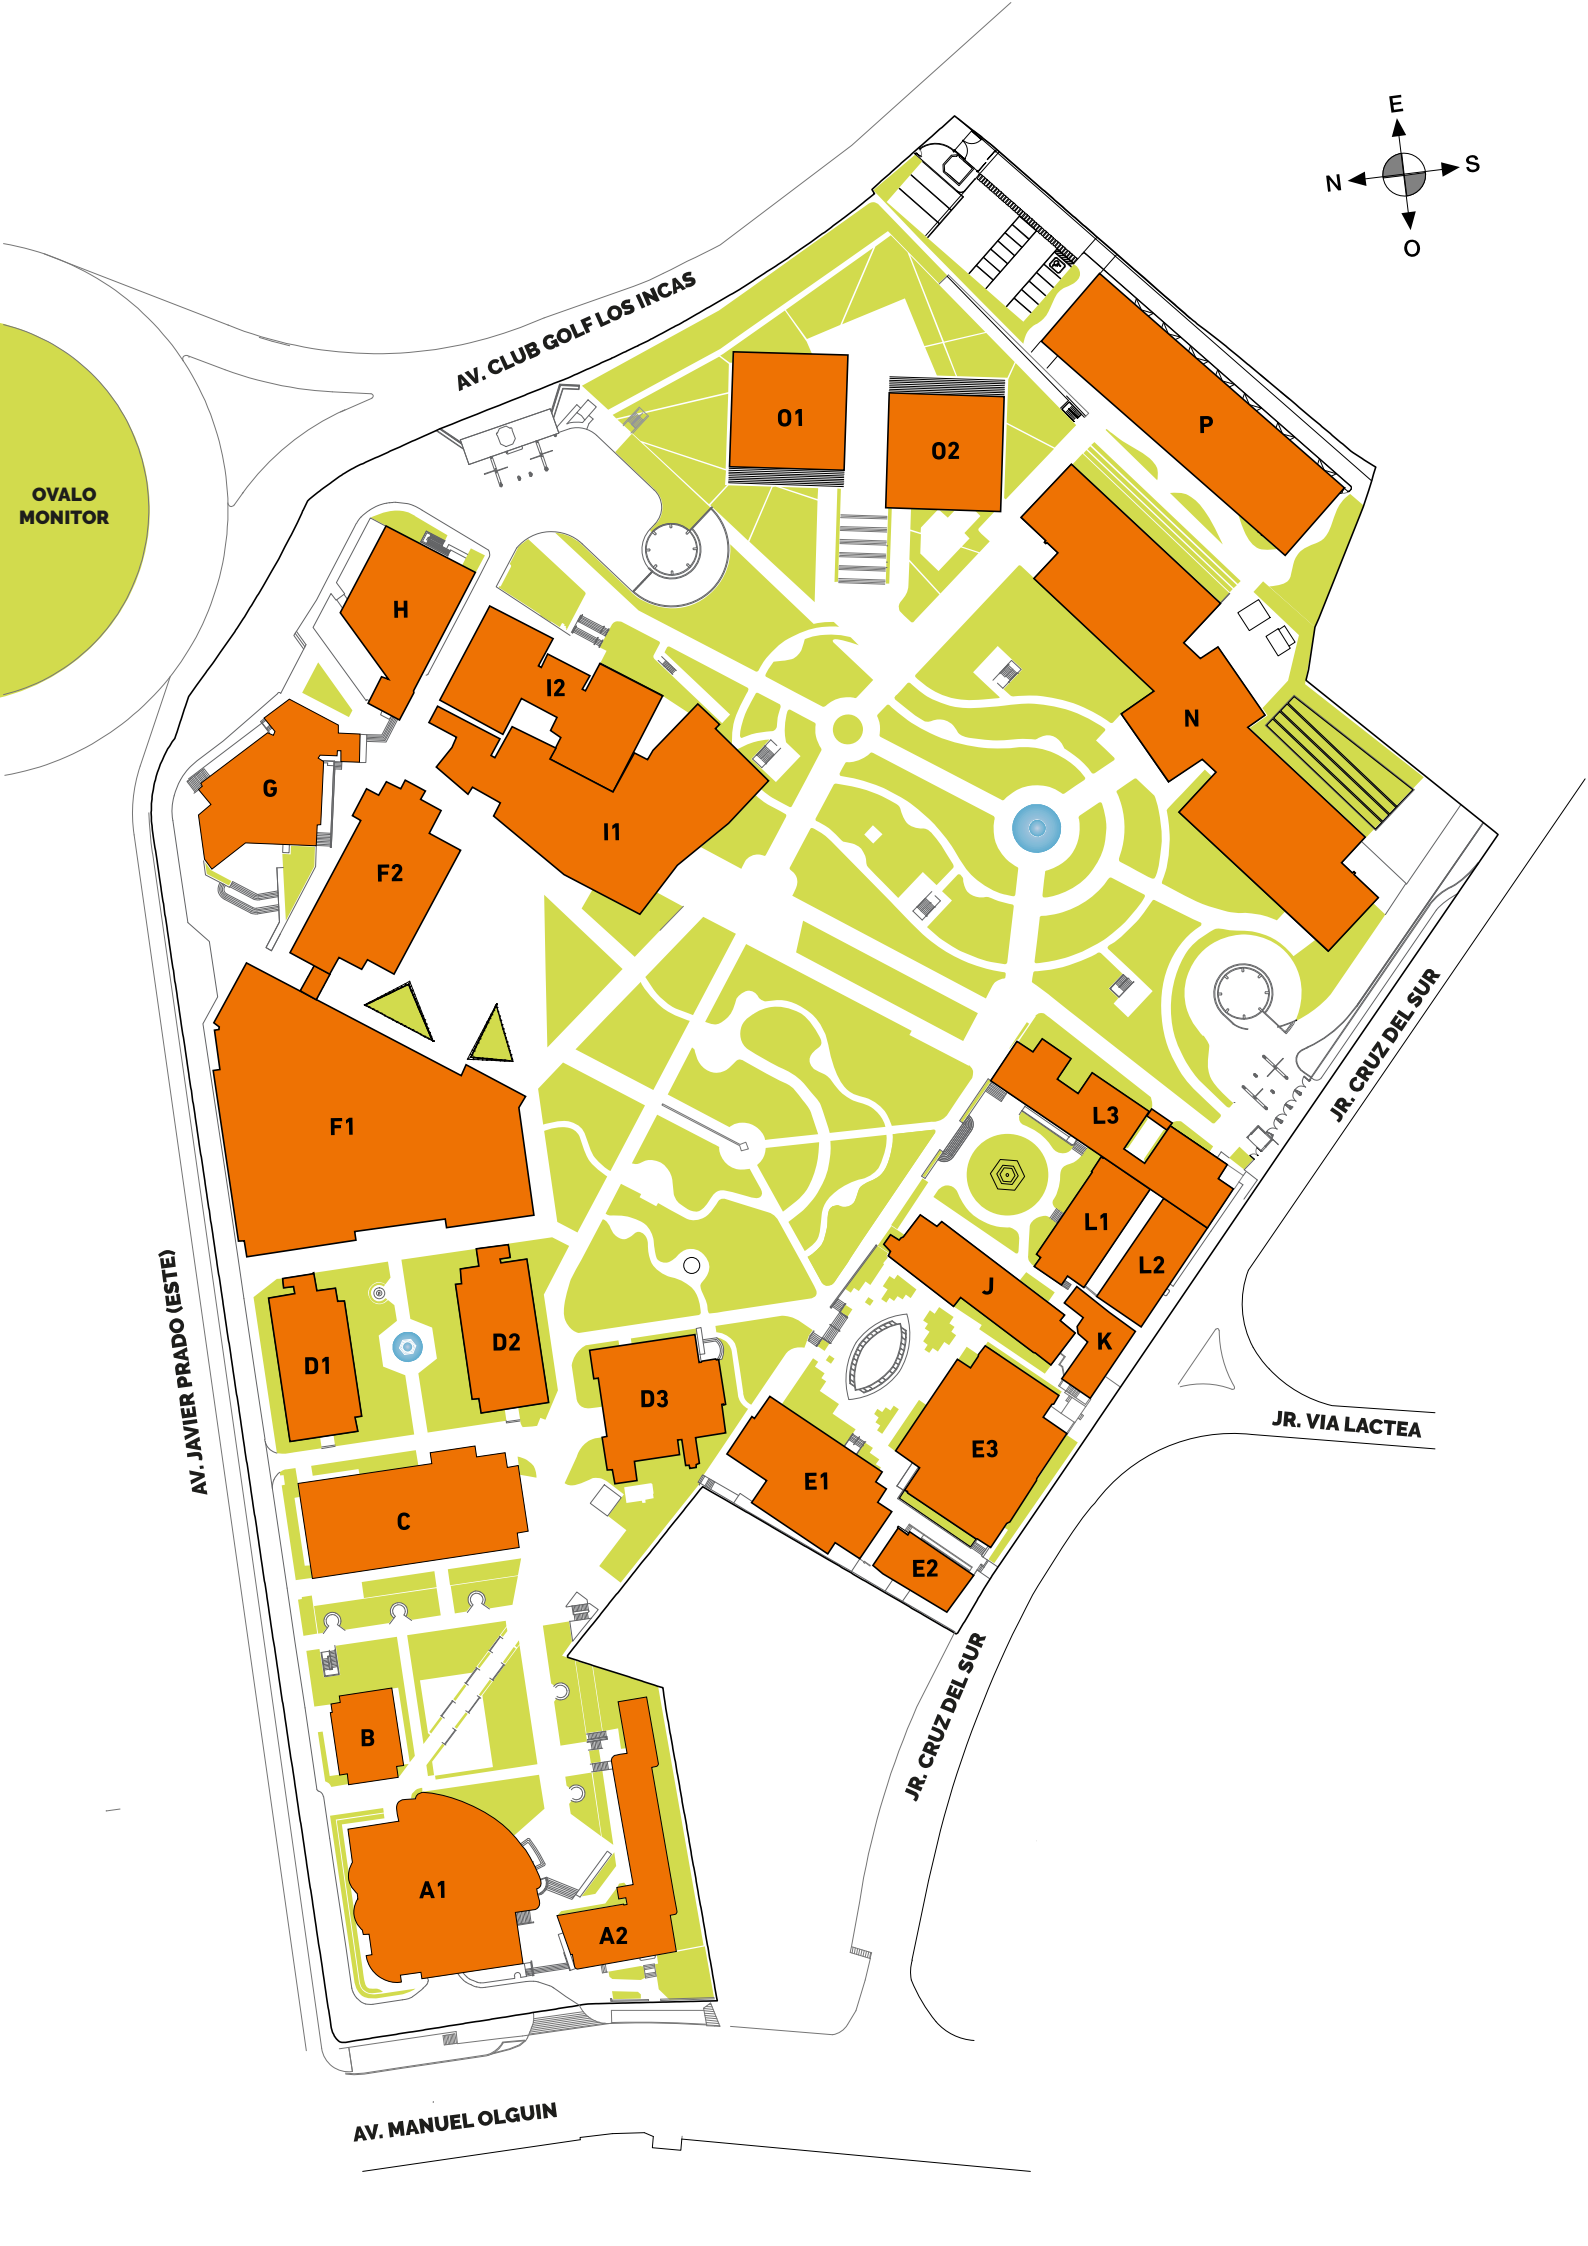 E
N
S
O
AV. CLUB GOLF LOS INCAS
P
O1
O2
OVALO
MONITOR
H
I2
N
G
I1
F2
JR. CRUZ DEL SUR
L3
F1
L1
L2
J
K
D2
D1
AV. JAVIER PRADO (ESTE)
D3
JR. VIA LACTEA
E3
E1
C
E2
JR. CRUZ DEL SUR
B
A1
A2
AV. MANUEL OLGUIN